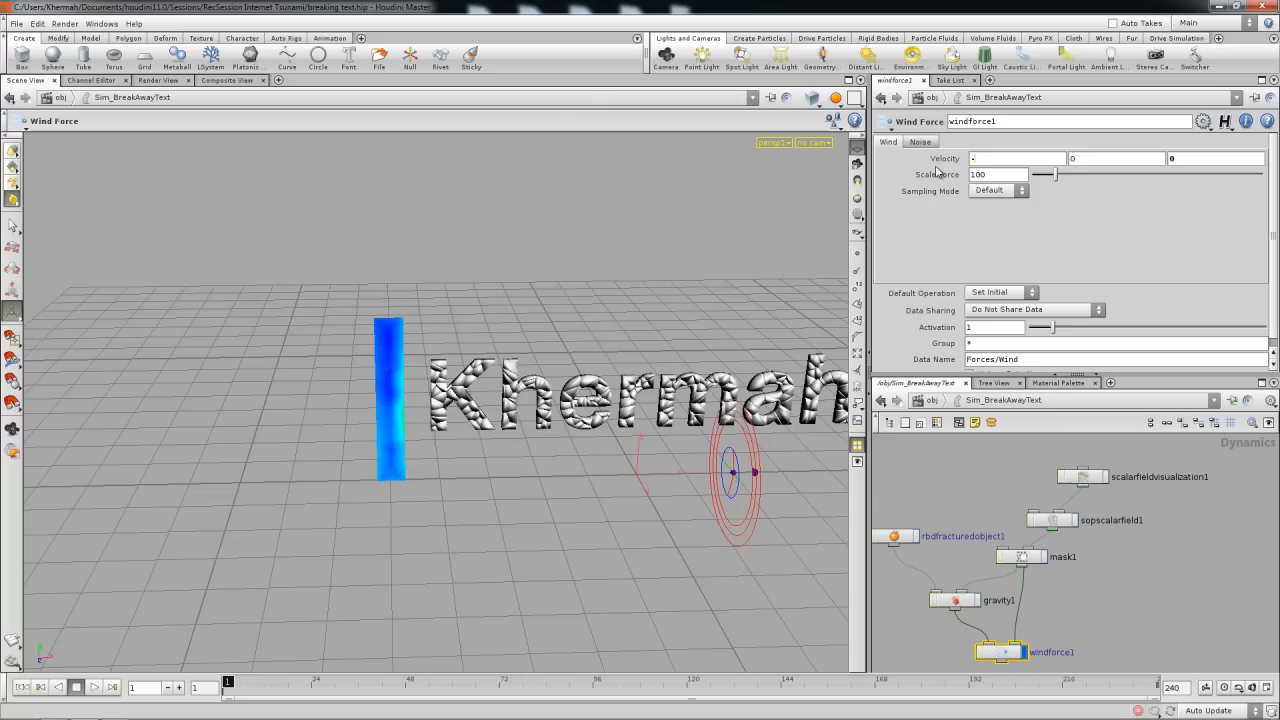 C:/Users/Khermah/Documents/houdini11.0/Sessions/RecSession Internet Tsunami/breaking text.hip - Houdini Master
File Edit Render Windows Help
Auto Takes Main
Create Modify Model Polygon Deform Texture Character Auto Rigs Animation
Lights and Cameras Create Particles Drive Particles Rigid Bodies Particle Fluids Volume Fluids Pyro FX Cloth Wires Fur Drive Simulation
Box Sphere Tube Torus Grid Metaball LSystem Platonic ... Curve Circle Font File Null Rivet Sticky
Camera Point Light Spot Light Area Light Geometry... Distant Li... Environm... Sky Light GI Light Caustic Li... Portal Light Ambient L... Stereo Ca... Switcher
Scene View Channel Editor Render View Composite View
windforce1 Take List
obj Sim_BreakAwayText
obj Sim_BreakAwayText
Wind Force
Wind Force windforce1
persp1 no cam
Wind Noise
Velocity - 0 0
Scale Force 100
Sampling Mode Default
Default Operation Set Initial
Data Sharing Do Not Share Data
Activation 1
Group *
Data Name Forces/Wind
Khermah
/obj/Sim_BreakAwayText Tree View Material Palette
obj Sim_BreakAwayText
Dynamics
scalarfieldvisualization1
sopscalarfield1
rbdfracturedobject1
mask1
gravity1
windforce1
1 1 1 24 48 72 96 120 144 168 192 216 2 240
Auto Update